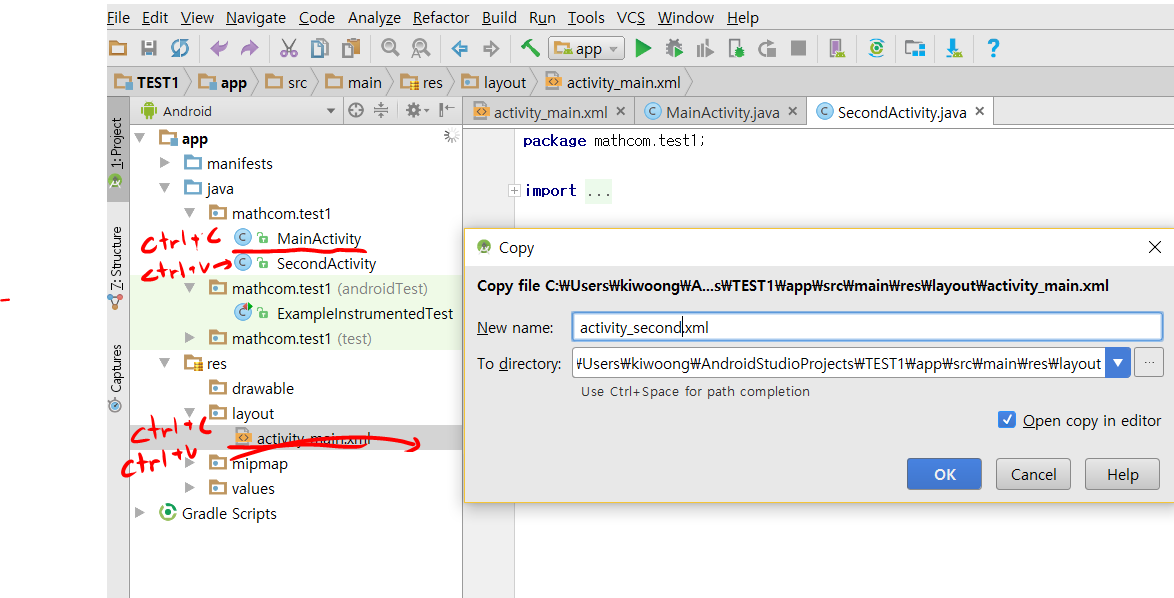 File Edit View Navigate Code Analyze Refactor Build Run Tools VCS Window Help
app
TEST1 app src main res layout activity_main.xml
Android
activity_main.xml MainActivity.java SecondActivity.java
1: Project
Z: Structure
Captures
app
manifests
java
mathcom.test1
ctrl+c MainActivity
ctrl+v SecondActivity
mathcom.test1 (androidTest)
ExampleInstrumentedTest
mathcom.test1 (test)
res
drawable
layout
ctrl+c activity_main.xml
ctrl+v
mipmap
values
Gradle Scripts
package mathcom.test1;
import ...
Copy
Copy file C:₩Users₩kiwoong₩A...s₩TEST1₩app₩src₩main₩res₩layout₩activity_main.xml
New name: activity_second.xml
To directory: ₩Users₩kiwoong₩AndroidStudioProjects₩TEST1₩app₩src₩main₩res₩layout ...
Use Ctrl+Space for path completion
Open copy in editor
OK Cancel Help